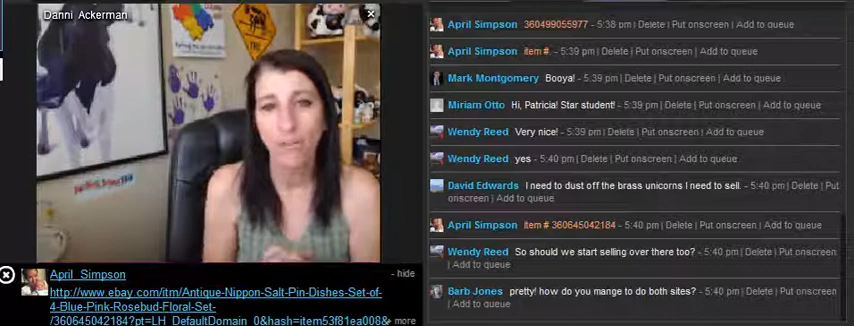 Danni Ackerman
April Simpson
- hide
http://www.ebay.com/itm/Antique-Nippon-Salt-Pin-Dishes-Set-of-
4-Blue-Pink-Rosebud-Floral-Set-
/360645042184?pt=LH_DefaultDomain_0&hash=item53f81ea008&
• more
April Simpson 360499055977 - 5:38 pm | Delete | Put onscreen | Add to queue
April Simpson item # - 5:39 pm | Delete | Put onscreen | Add to queue
Mark Montgomery Booya! - 5:39 pm | Delete | Put onscreen | Add to queue
Miriam Otto Hi, Patricia! Star student! - 5:39 pm | Delete | Put onscreen | Add to queue
Wendy Reed Very nice! - 5:39 pm | Delete | Put onscreen | Add to queue
Wendy Reed yes - 5:40 pm | Delete | Put onscreen | Add to queue
David Edwards I need to dust off the brass unicorns I need to sell. - 5:40 pm | Delete | Put
onscreen | Add to queue
April Simpson item # 360645042184 - 5:40 pm | Delete | Put onscreen | Add to queue
Wendy Reed So should we start selling over there too? - 5:40 pm | Delete | Put onscreen
| Add to queue
Barb Jones pretty! how do you mange to do both sites? - 5:40 pm | Delete | Put onscreen
| Add to queue